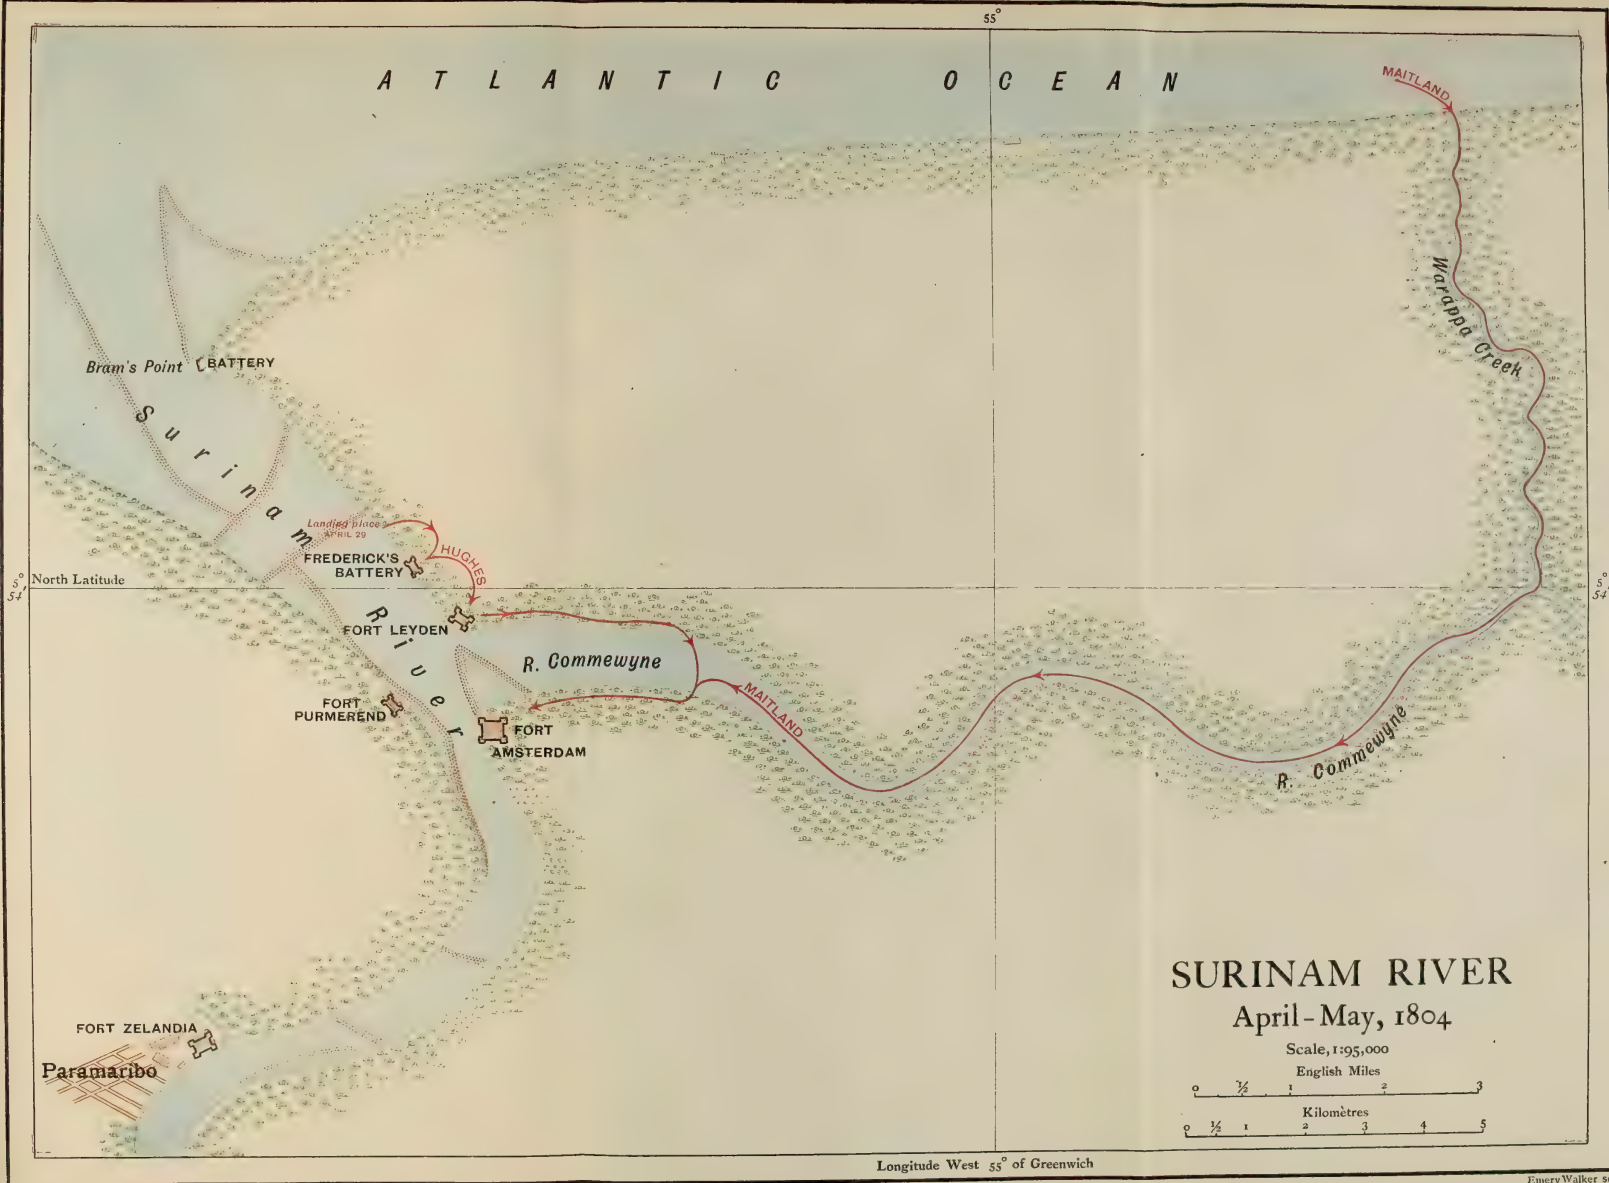 55°
ATLANTIC OCEAN
MAITLAND
Warappa Creek
Bram's Point
BATTERY
Surinam River
Landing place
APRIL 29
HUGHES
FREDERICK'S
BATTERY
5°
54'
North Latitude
5°
54'
FORT LEYDEN
R. Commewyne
FORT
PURMEREND
MAITLAND
FORT
AMSTERDAM
R. Commewyne
FORT ZELANDIA
Paramaribo
SURINAM RIVER
April-May, 1804
Scale, 1:95,000
English Miles
0 ½ 1 2 3
Kilomètres
0 ½ 1 2 3 4 5
Longitude West 55° of Greenwich
Emery Walker